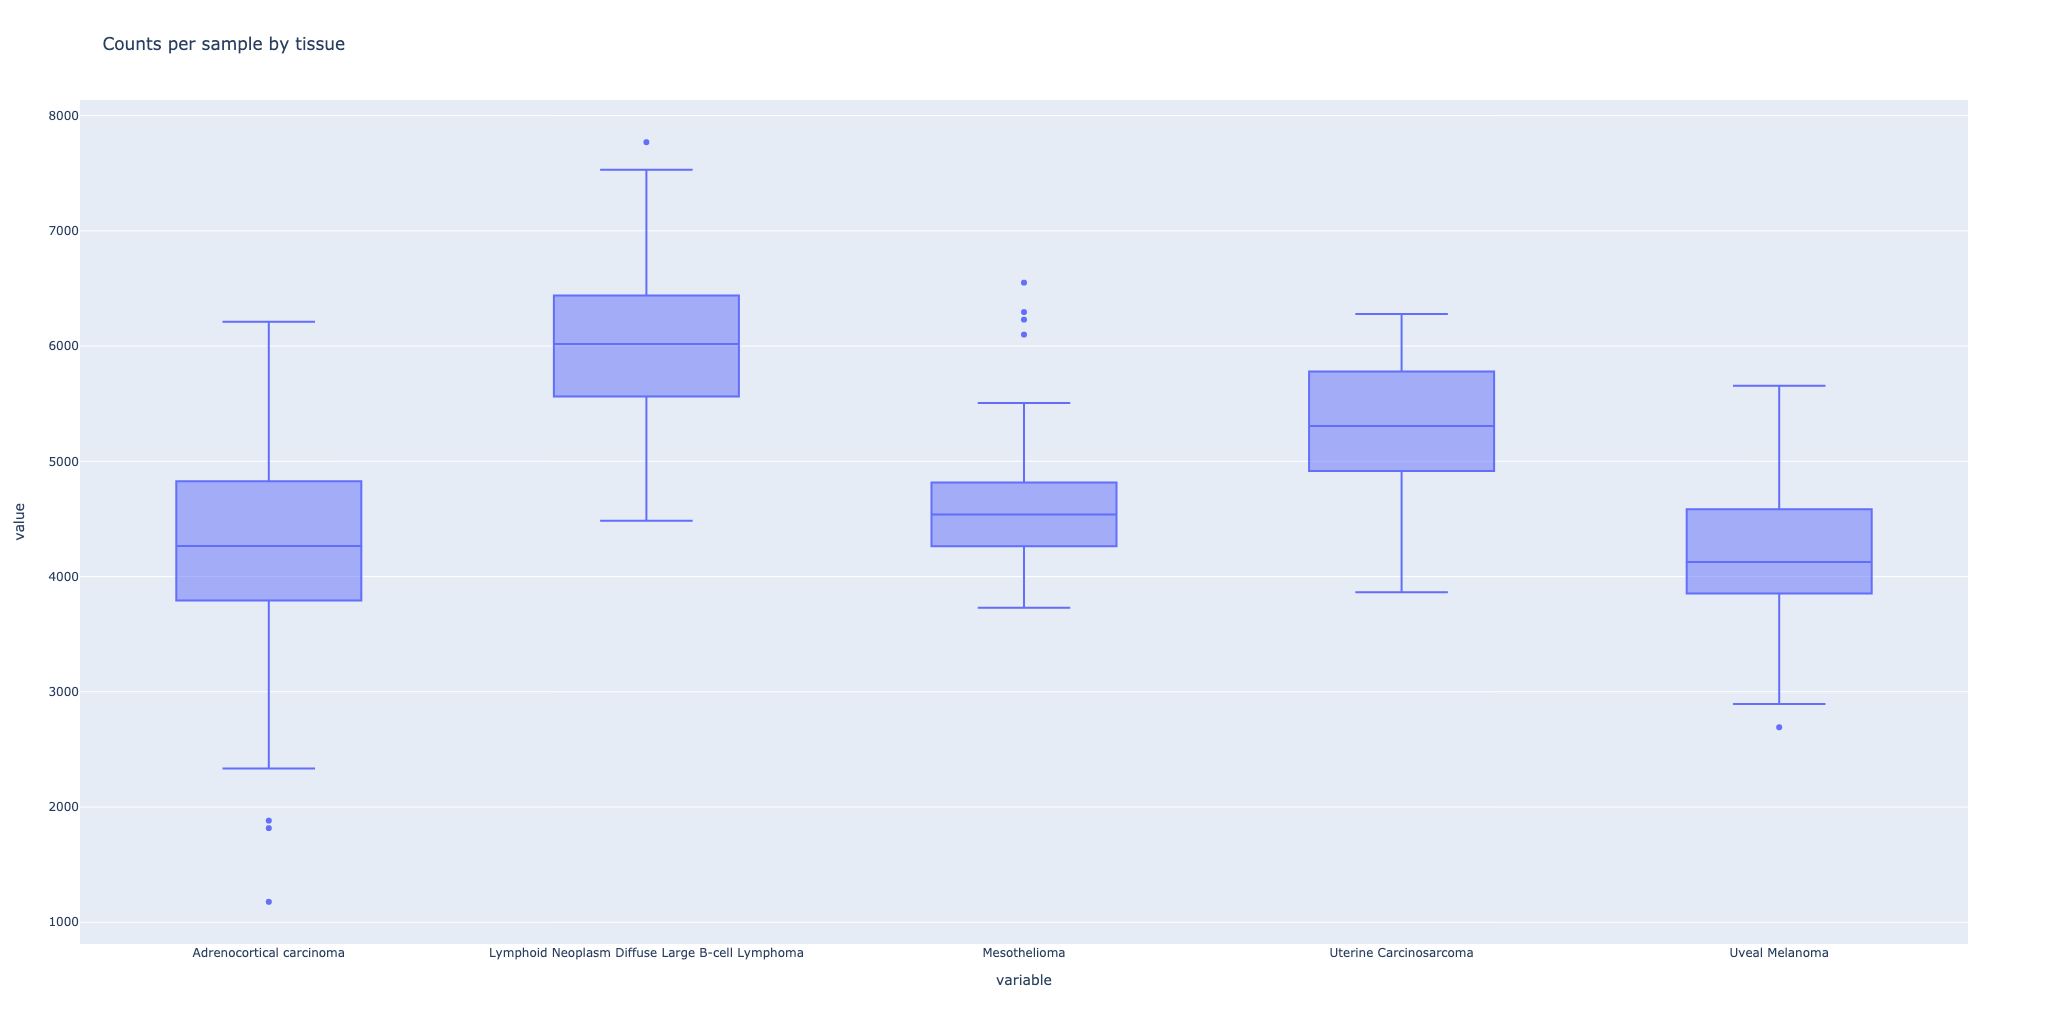 Counts per sample by tissue
8000
7000
6000
5000
4000
3000
2000
1000
value
Adrenocortical carcinoma
Lymphoid Neoplasm Diffuse Large B-cell Lymphoma
Mesothelioma
Uterine Carcinosarcoma
Uveal Melanoma
variable